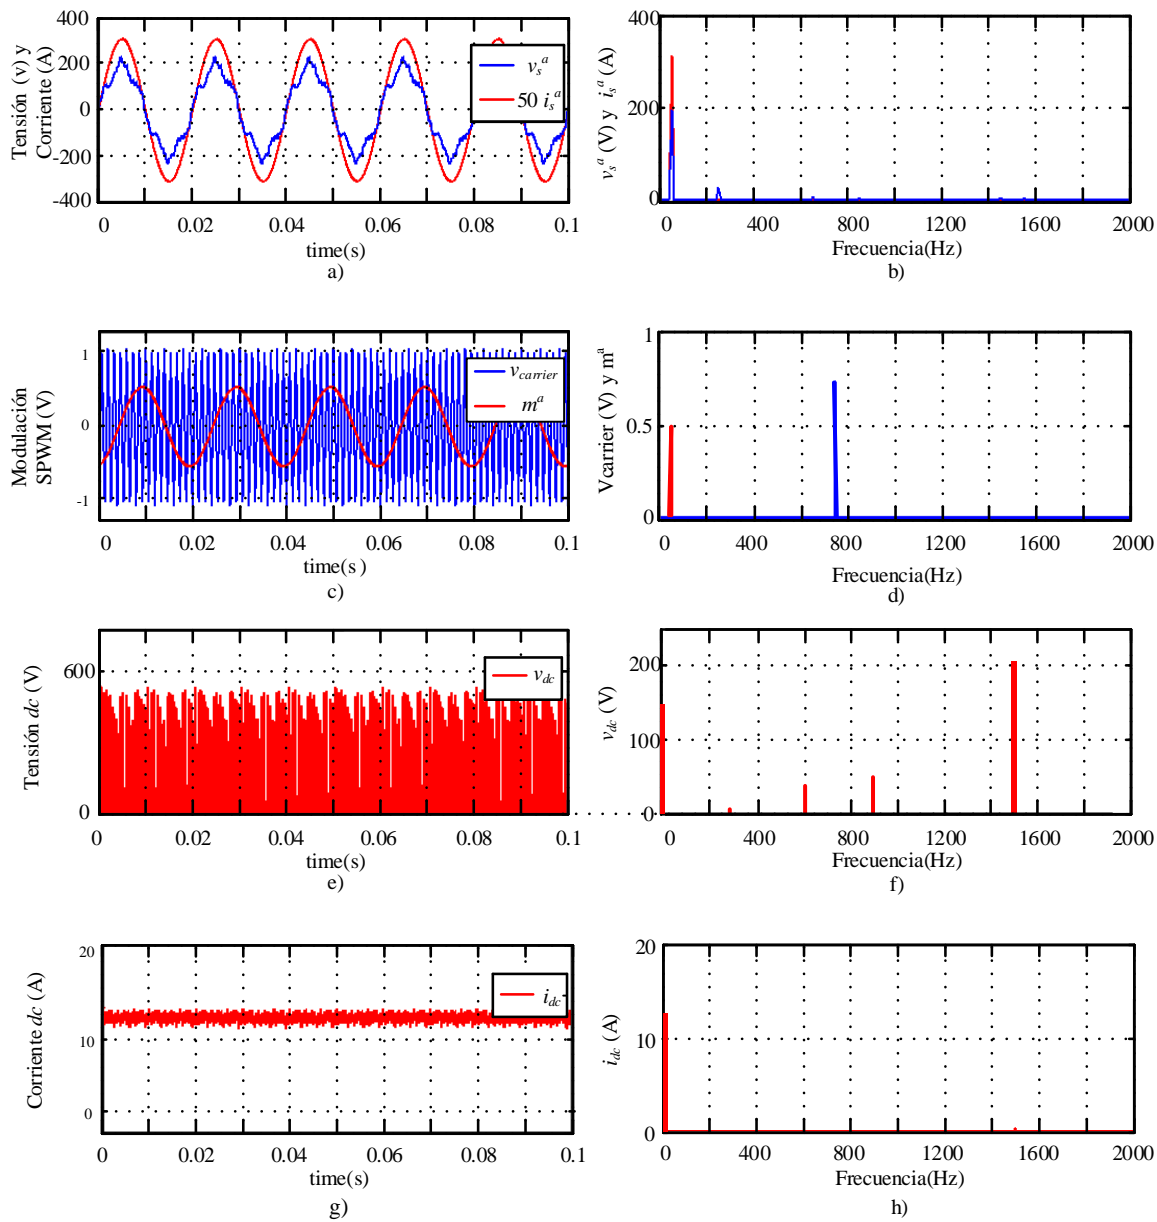 Tensión (v) y
Corriente (A)
400
200
0
-200
-400
v_s^a
50 i_s^a
0 0.02 0.04 0.06 0.08 0.1
time(s)
a)
v_s^a (V) y i_s^a (A)
400
200
0
0 400 800 1200 1600 2000
Frecuencia(Hz)
b)
Modulación
SPWM (V)
1
0
-1
v_carrier
m^a
0 0.02 0.04 0.06 0.08 0.1
time(s)
c)
Vcarrier (V) y m^a
1
0.5
0
0 400 800 1200 1600 2000
Frecuencia(Hz)
d)
Tensión dc (V)
600
0
v_dc
0 0.02 0.04 0.06 0.08 0.1
time(s)
e)
v_dc (V)
200
100
0
0 400 800 1200 1600 2000
Frecuencia(Hz)
f)
Corriente dc (A)
20
10
0
i_dc
0 0.02 0.04 0.06 0.08 0.1
time(s)
g)
i_dc (A)
20
10
0
0 400 800 1200 1600 2000
Frecuencia(Hz)
h)